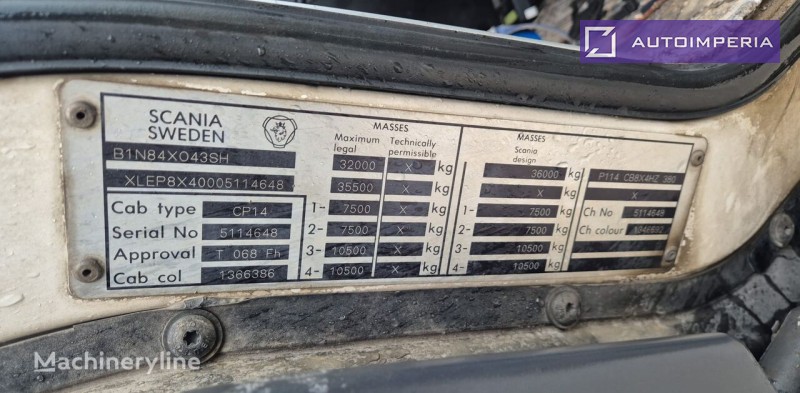 AUTOIMPERIA
SCANIA
SWEDEN
B1N84X043SH
XLEP8X40005114648
Cab type CP14
Serial No 5114648
Approval T 068 Eh
Cab col 1366386
MASSES
Maximum legal Technically permissible
32000 X kg
35500 X kg
1- 7500 X kg
2- 7500 X kg
3- 10500 X kg
4- 10500 X kg
MASSES
Scania design
36000 kg
X kg
1- 7500 kg
2- 7500 kg
3- 10500 kg
4- 10500 kg
P114 CB8X4HZ 380
X
Ch No 5114648
Ch colour
Machineryline